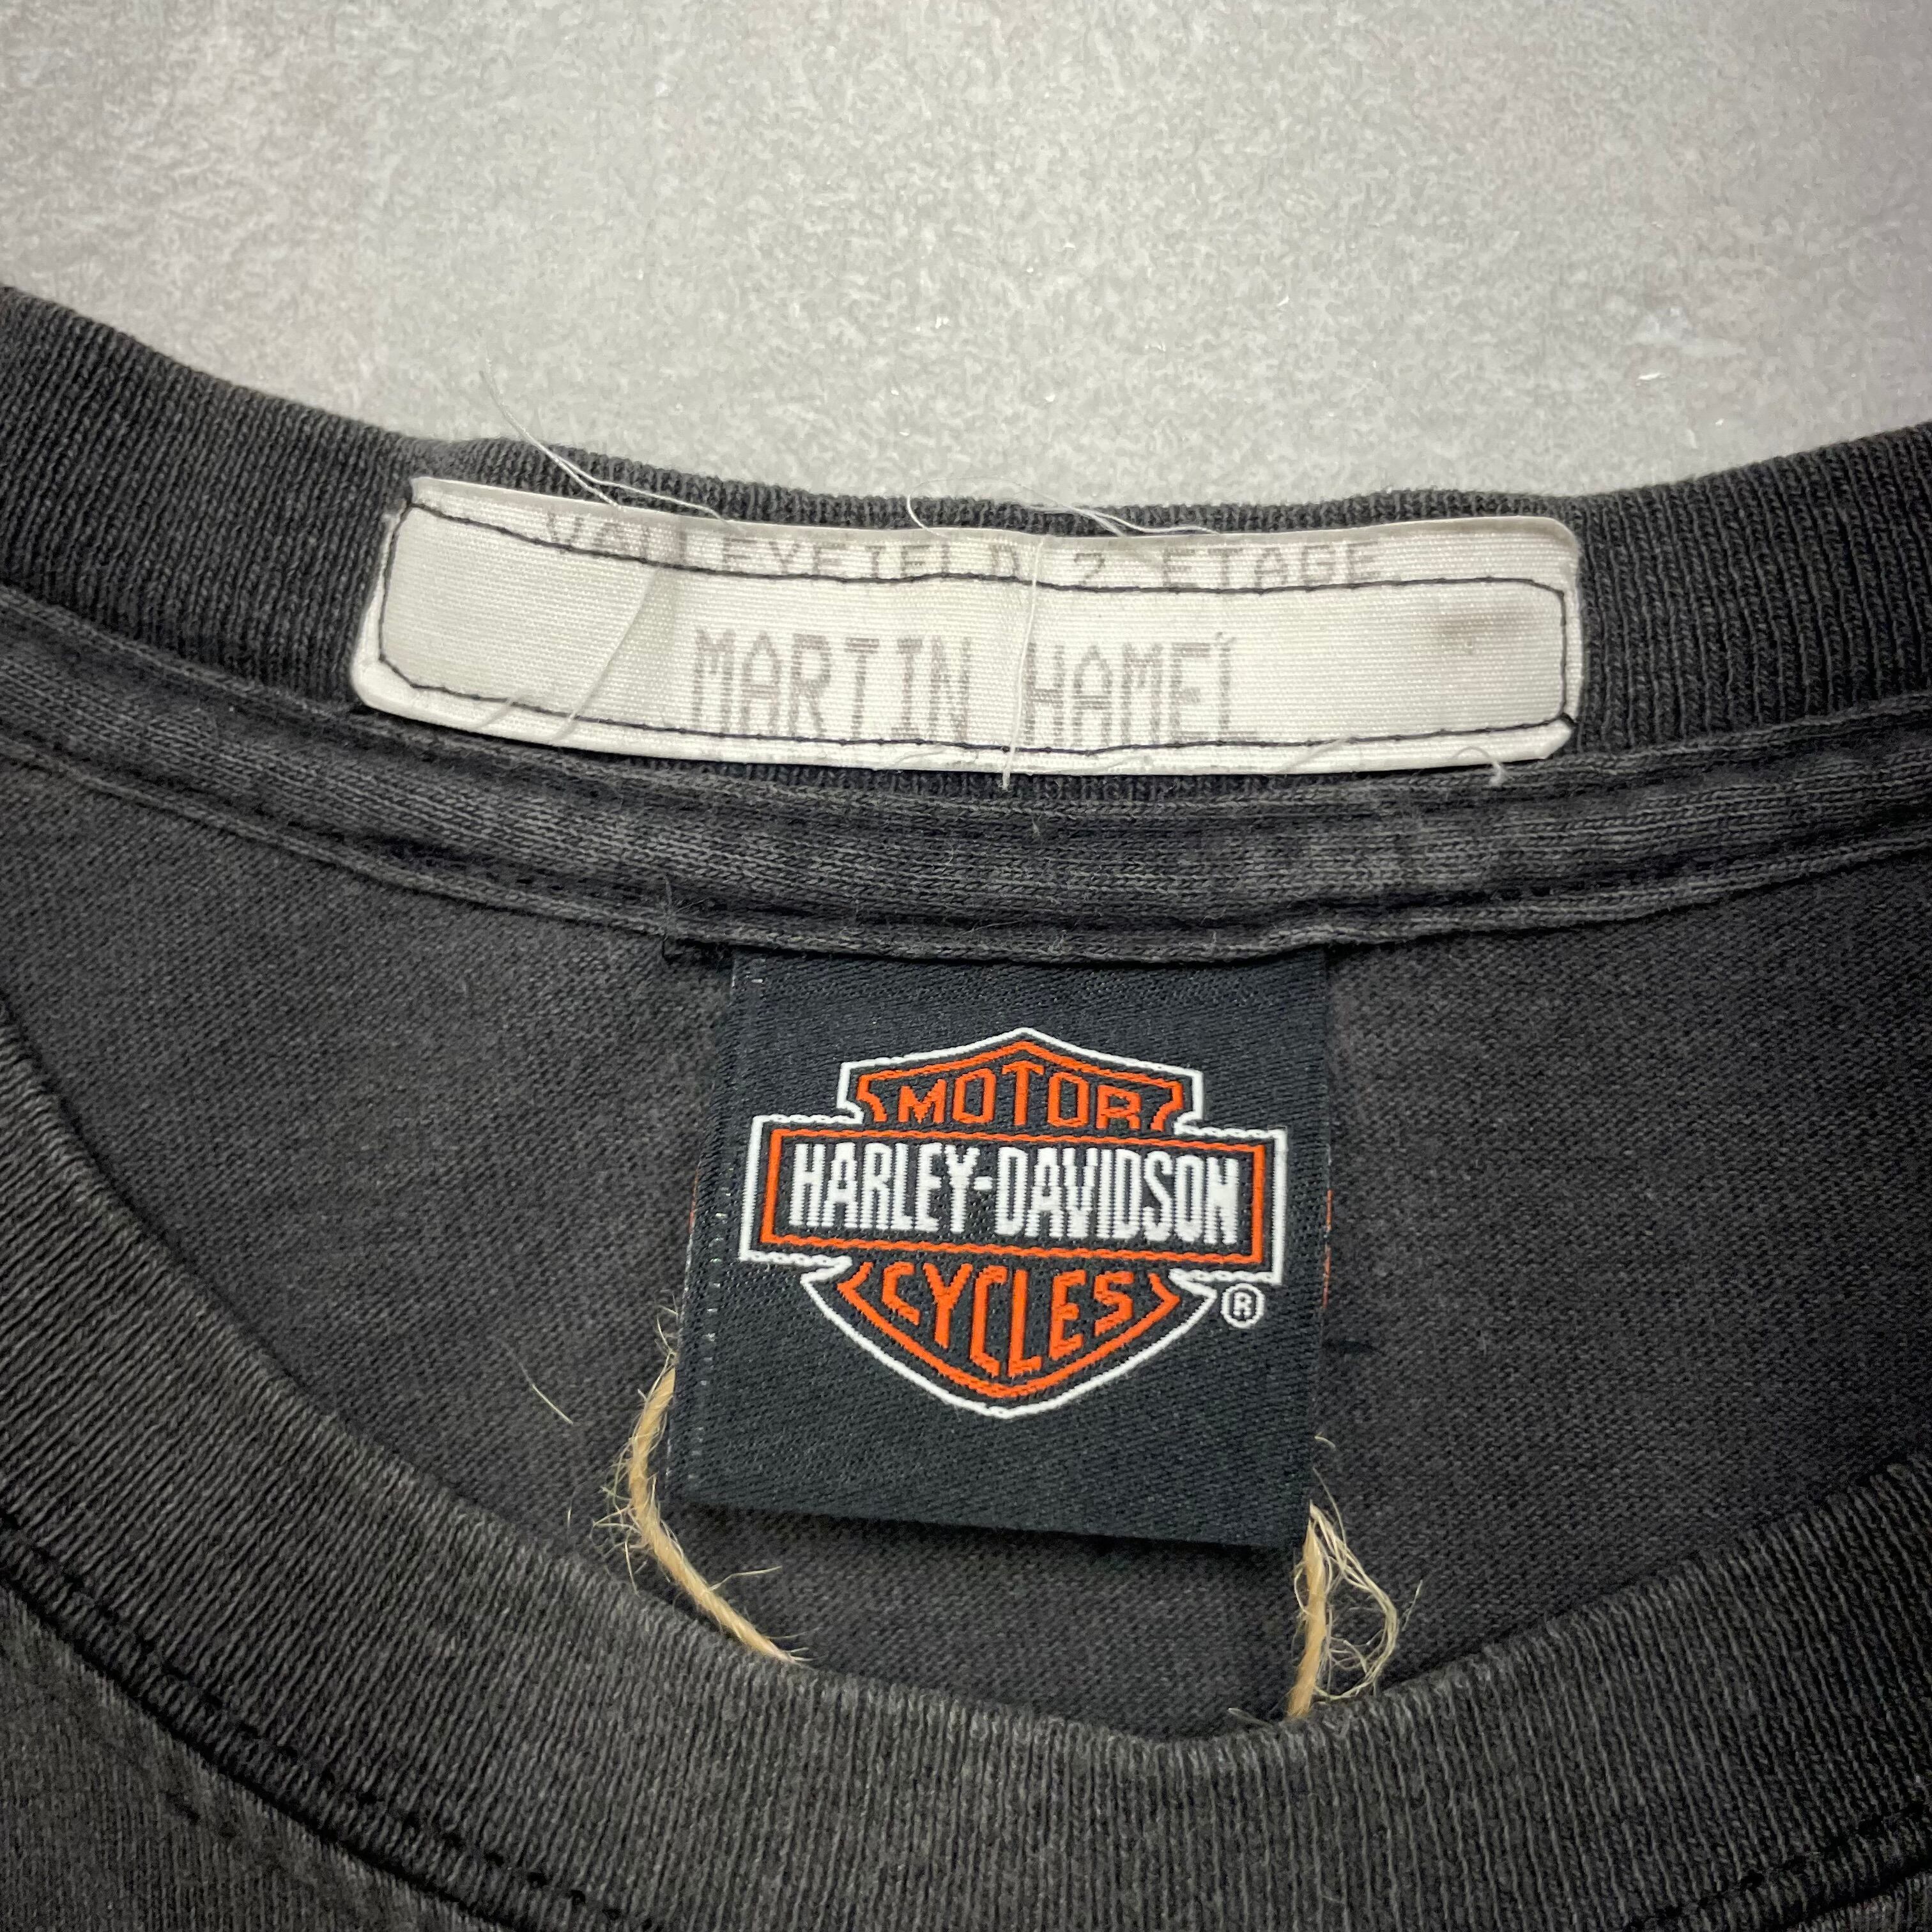 VALLEYFIELD 2 ETAGE
MARTIN HAMEL
MOTOR
HARLEY-DAVIDSON
CYCLES
®